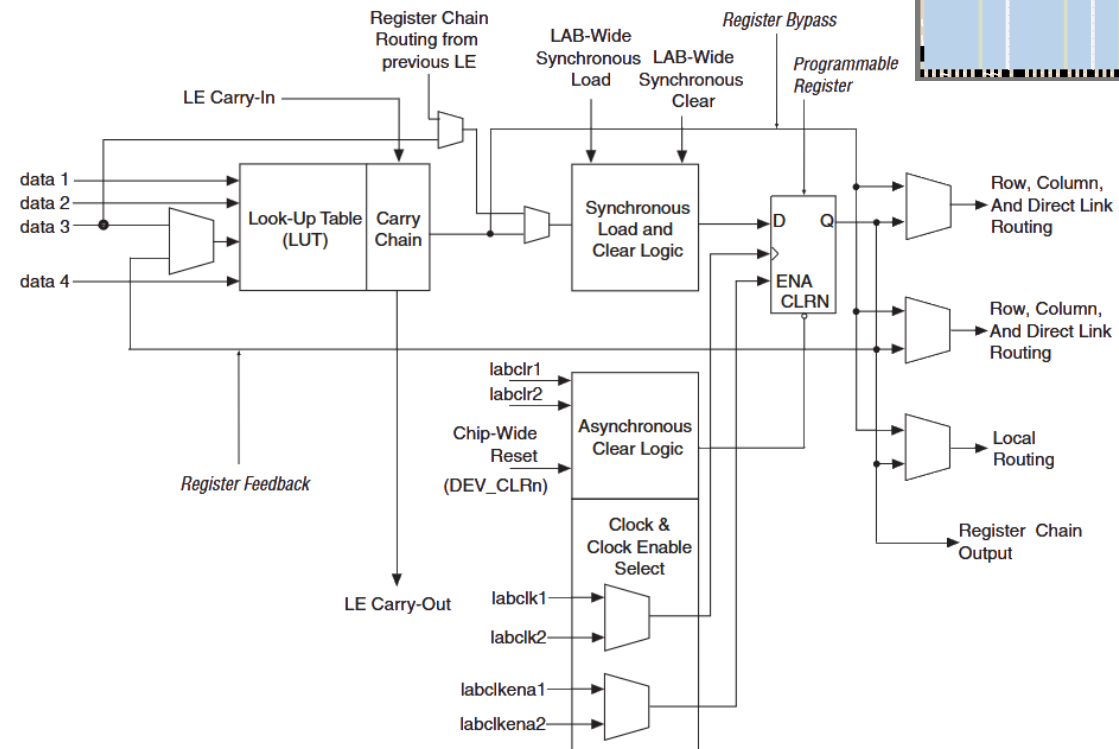 Register Chain
Routing from
previous LE
Register Bypass
LAB-Wide
Synchronous
Load
LAB-Wide
Synchronous
Clear
Programmable
Register
LE Carry-In
data 1
data 2
data 3
data 4
Look-Up Table
(LUT)
Carry
Chain
Synchronous
Load and
Clear Logic
D
Q
ENA
CLRN
Row, Column,
And Direct Link
Routing
Row, Column,
And Direct Link
Routing
Local
Routing
Register Chain
Output
Register Feedback
labclr1
labclr2
Chip-Wide
Reset
(DEV_CLRn)
Asynchronous
Clear Logic
Clock &
Clock Enable
Select
LE Carry-Out
labclk1
labclk2
labclkena1
labclkena2